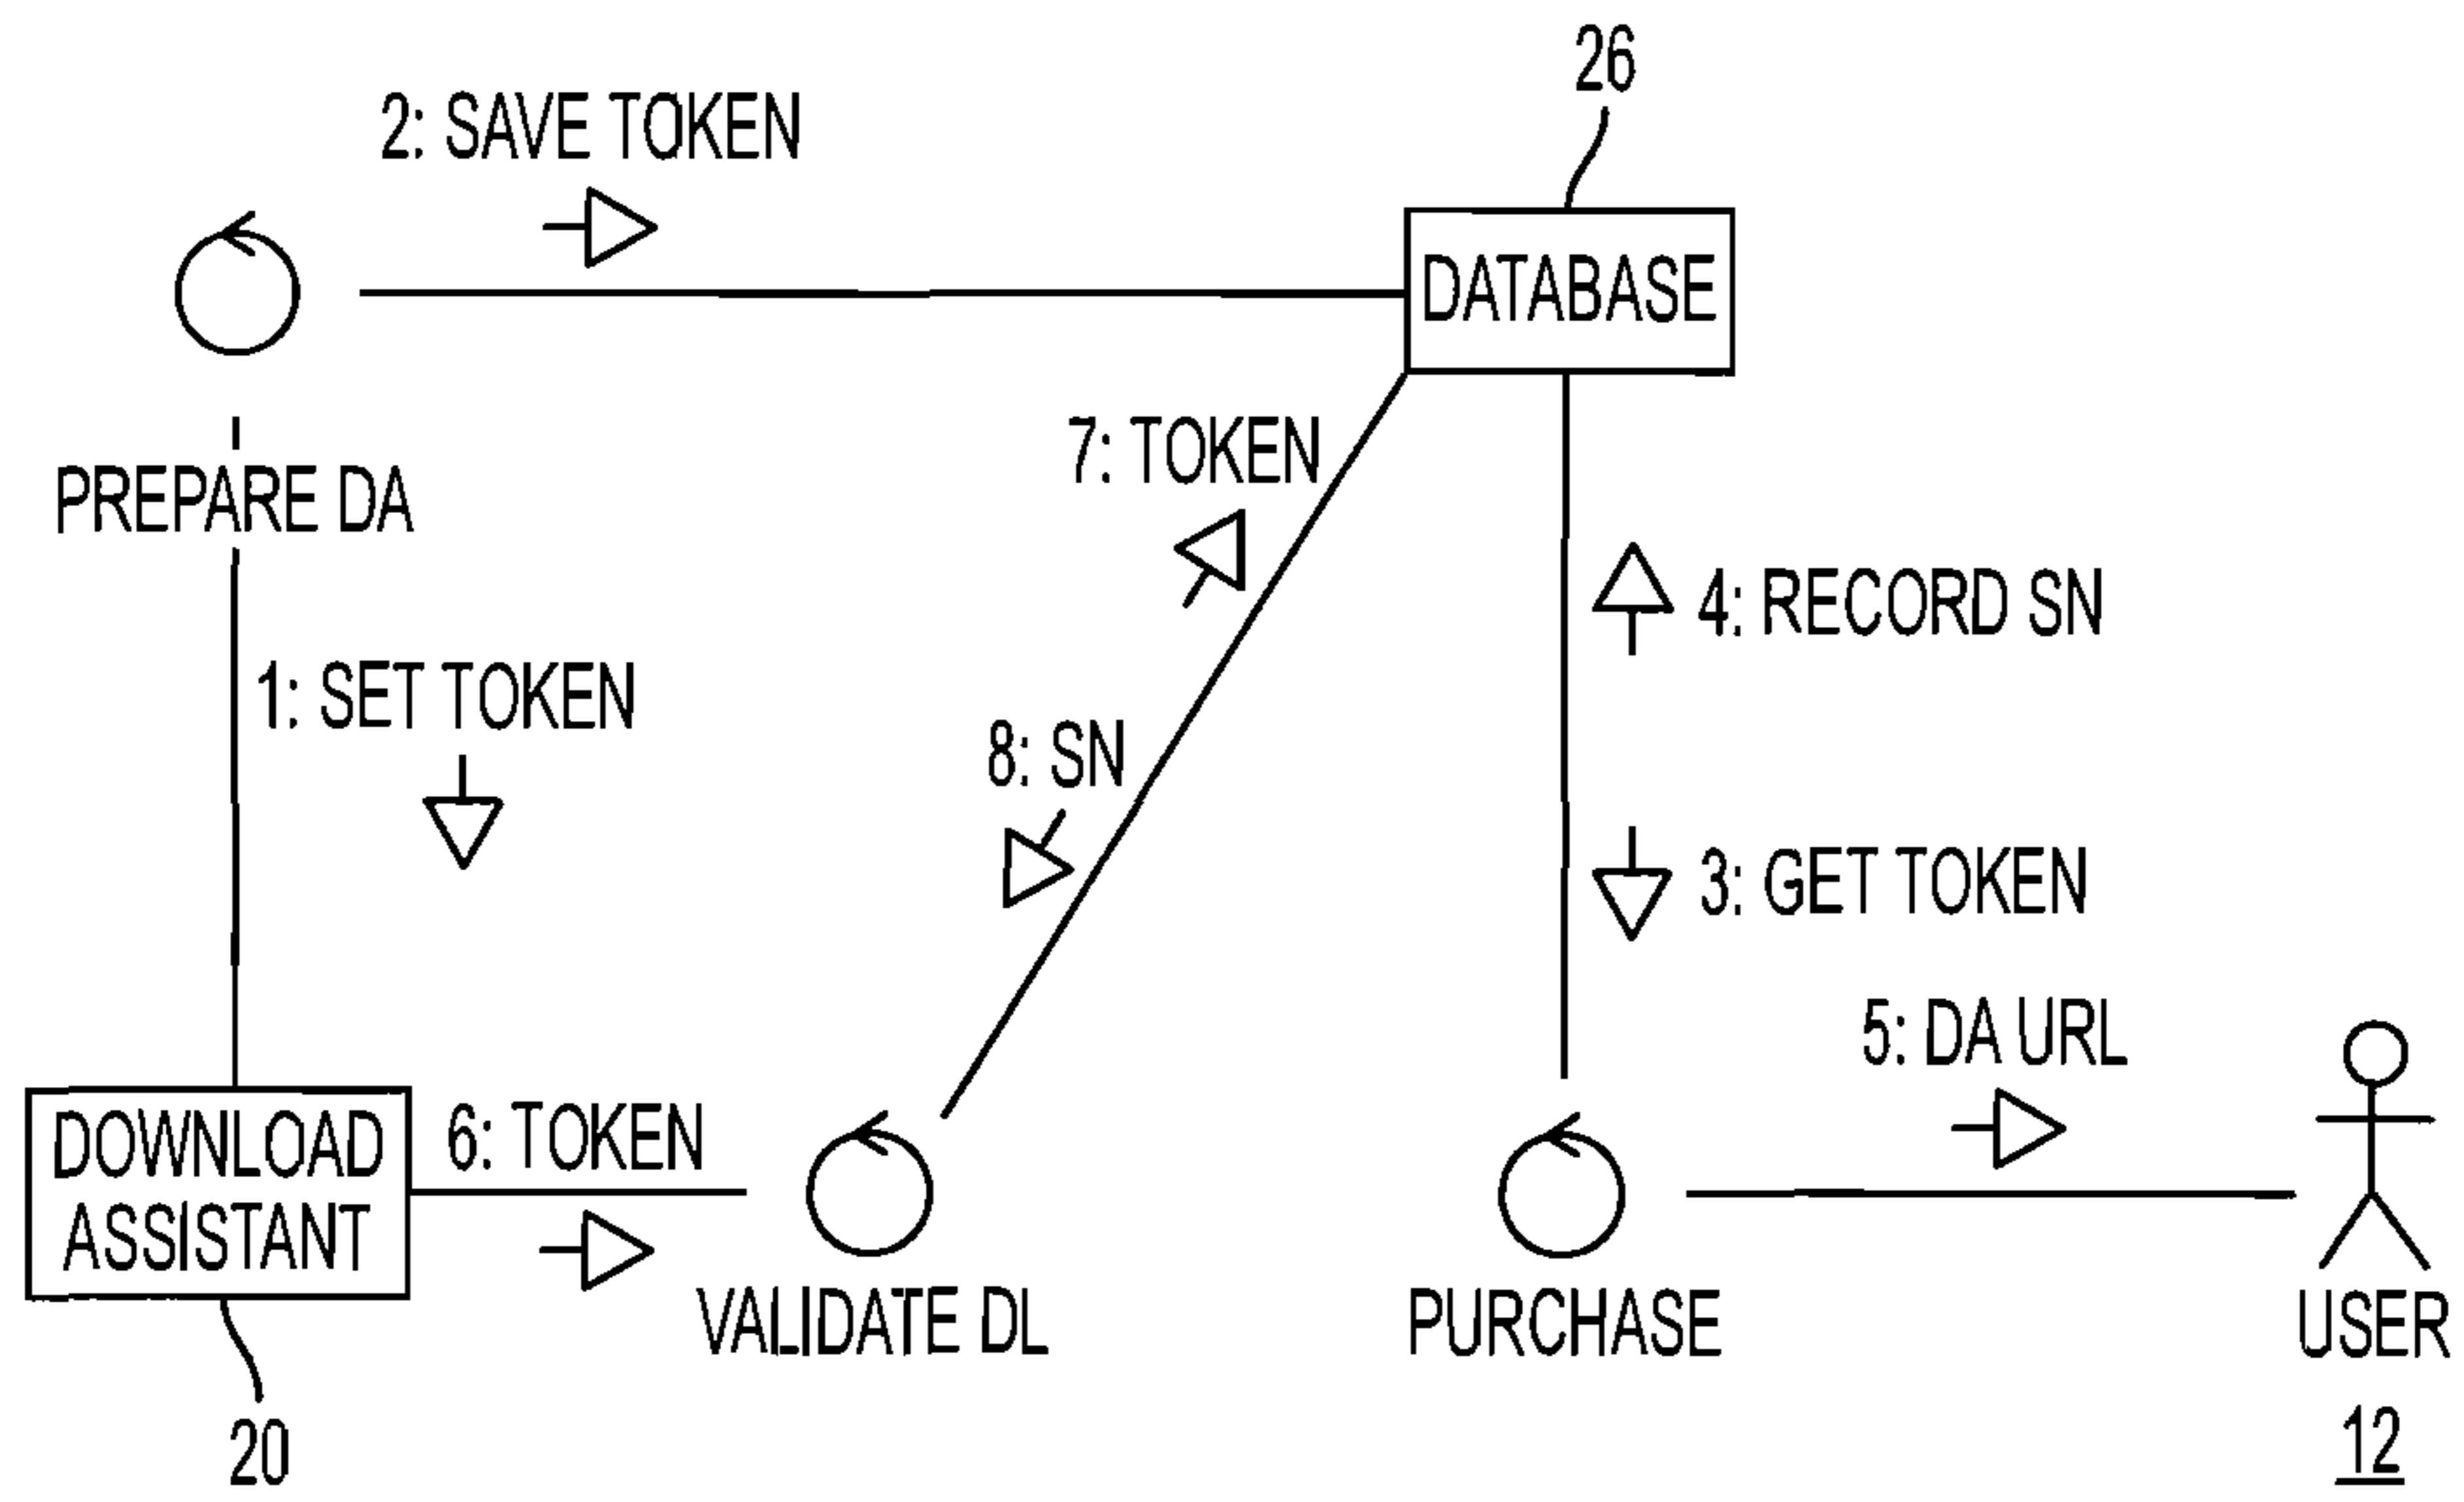 26
2: SAVE TOKEN
DATABASE
7: TOKEN
PREPARE DA
4: RECORD SN
1: SET TOKEN
8: SN
3: GET TOKEN
5: DA URL
DOWNLOAD
ASSISTANT
6: TOKEN
VALIDATE DL
PURCHASE
USER
20
12